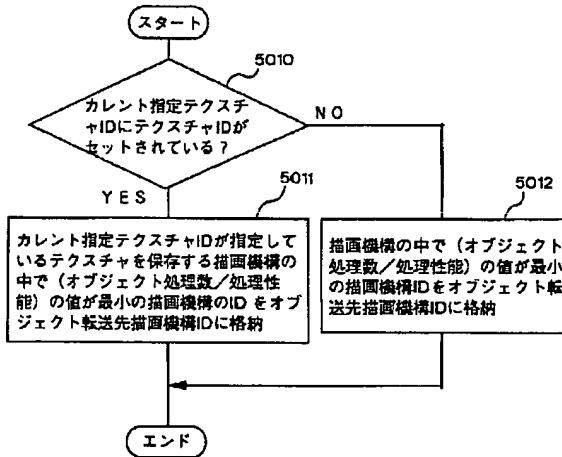 スタート
5010
カレント指定テクスチ
ャIDにテクスチャIDが
セットされている？
NO
YES
5011
カレント指定テクスチャIDが指定して
いるテクスチャを保存する描画機構の
中で（オブジェクト処理数／処理性
能）の値が最小の描画機構のID をオブ
ジェクト転送先描画機構IDに格納
5012
描画機構の中で（オブジェクト
処理数／処理性能）の値が最小
の描画機構IDをオブジェクト転
送先描画機構IDに格納
エンド